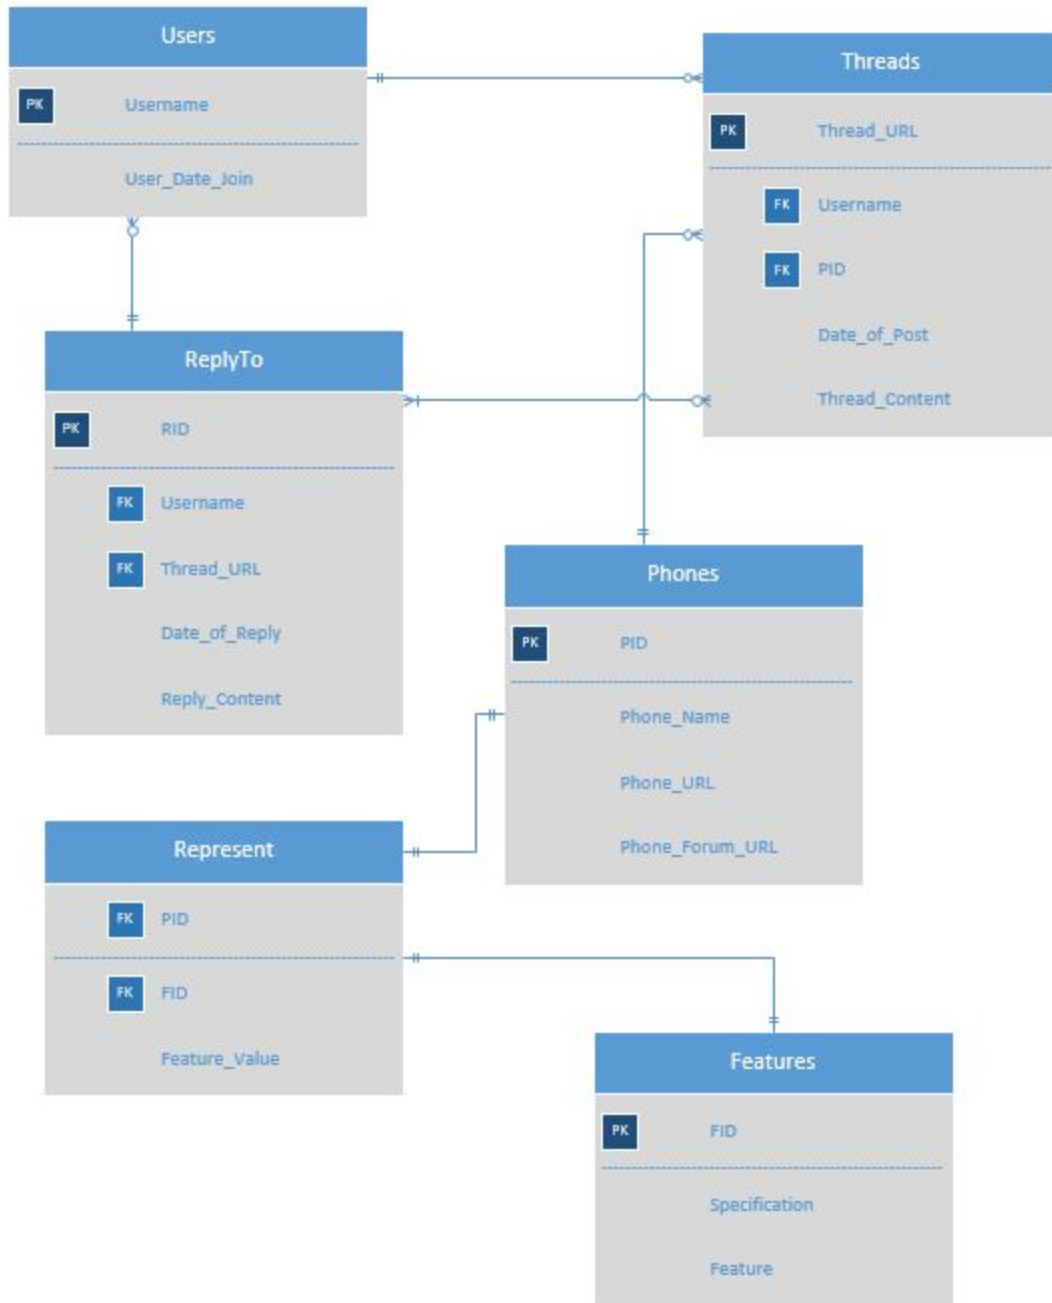 Users
PK Username
User_Date_Join
Threads
PK Thread_URL
FK Username
FK PID
Date_of_Post
Thread_Content
ReplyTo
PK RID
FK Username
FK Thread_URL
Date_of_Reply
Reply_Content
Phones
PK PID
Phone_Name
Phone_URL
Phone_Forum_URL
Represent
FK PID
FK FID
Feature_Value
Features
PK FID
Specification
Feature